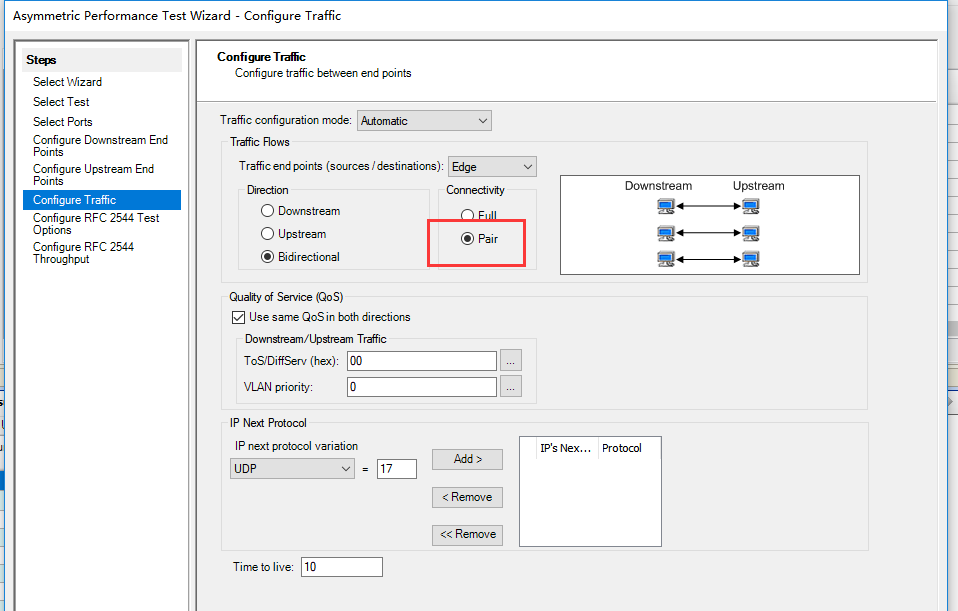 Asymmetric Performance Test Wizard - Configure Traffic
Steps
Select Wizard
Select Test
Select Ports
Configure Downstream End
Points
Configure Upstream End
Points
Configure Traffic
Configure RFC 2544 Test
Options
Configure RFC 2544
Throughput
Configure Traffic
Configure traffic between end points
Traffic configuration mode: Automatic
Traffic Flows
Traffic end points (sources / destinations): Edge
Direction
Downstream
Upstream
Bidirectional
Connectivity
Full
Pair
Downstream Upstream
Quality of Service (QoS)
Use same QoS in both directions
Downstream/Upstream Traffic
ToS/DiffServ (hex): 00 ...
VLAN priority: 0 ...
IP Next Protocol
IP next protocol variation
UDP = 17
Add >
< Remove
<< Remove
IP's Nex... Protocol
Time to live: 10